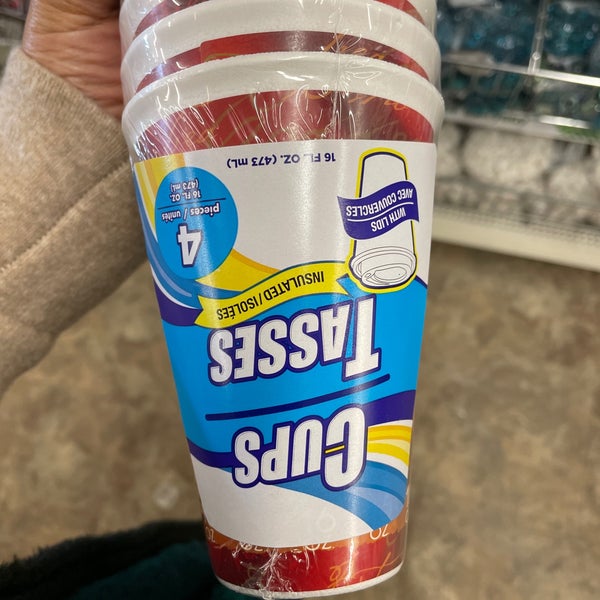 CUPS
TASSES
INSULATED / ISOLÉES
WITH LIDS
AVEC COUVERCLES
4
pieces / unités
16 FL. OZ.
(473 mL)
16 FL OZ. (473 mL)